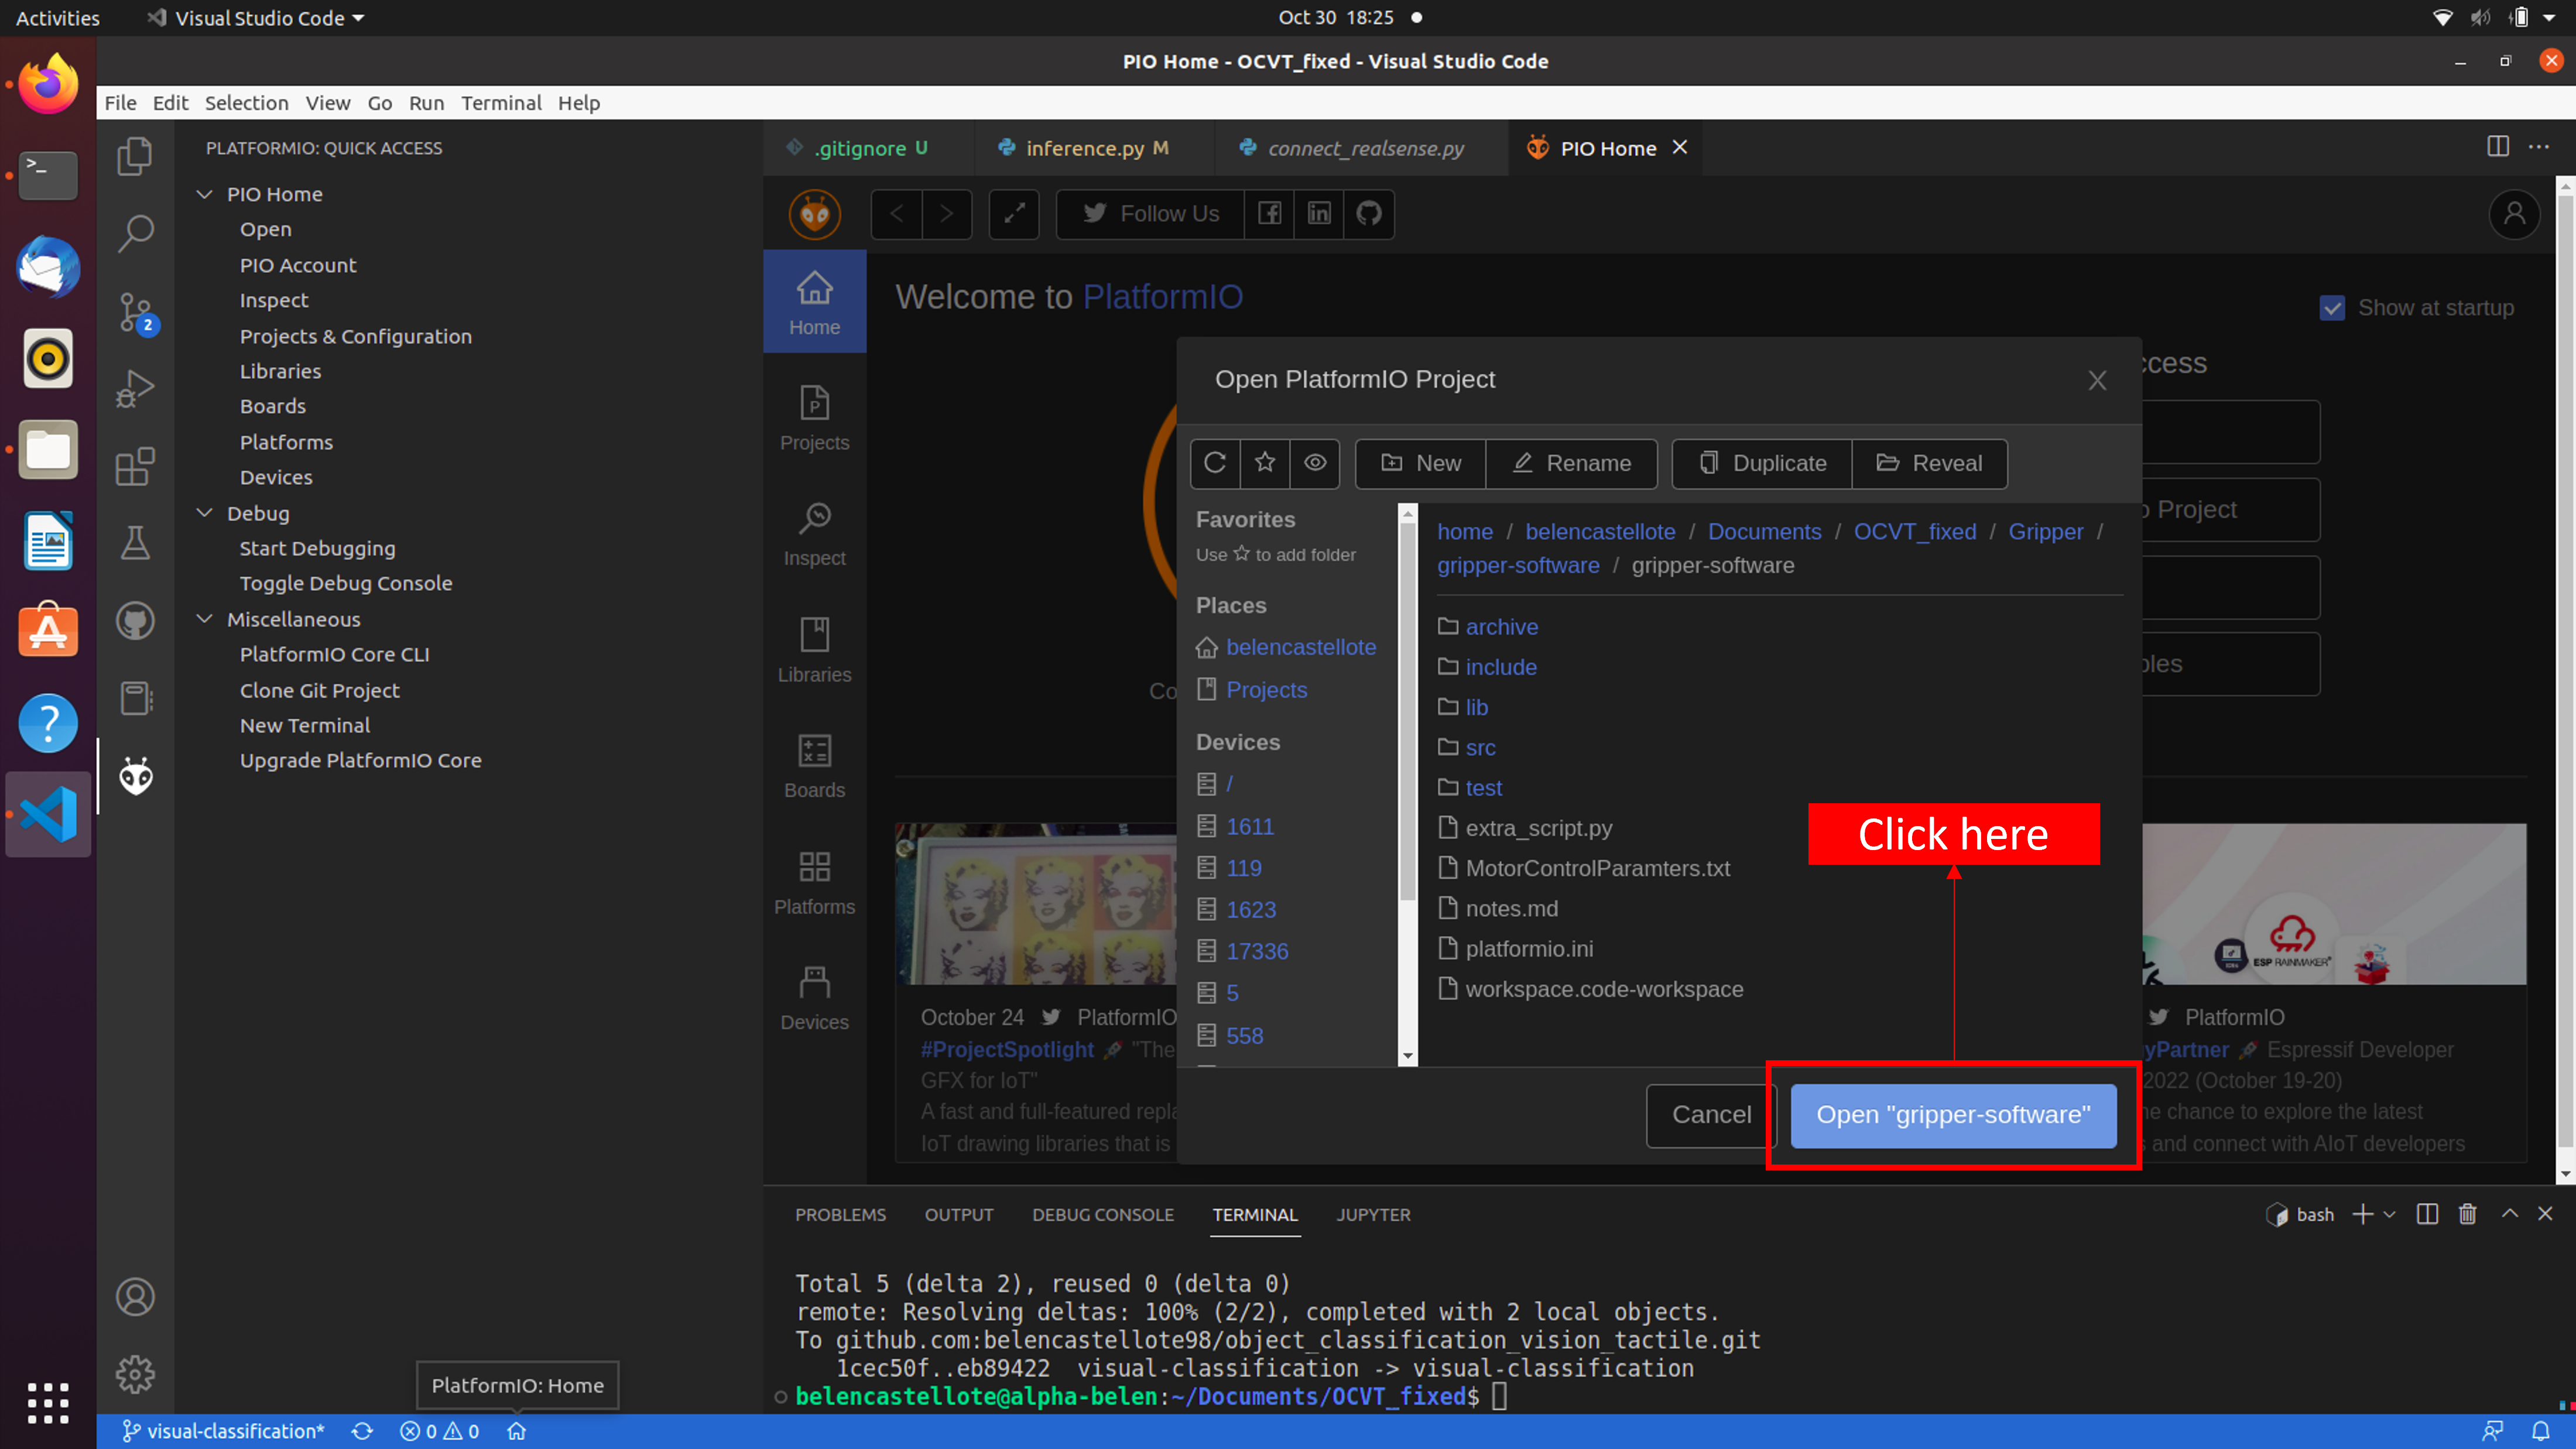 Activities
Visual Studio Code
Oct 30 18:25
PIO Home - OCVT_fixed - Visual Studio Code
File Edit Selection View Go Run Terminal Help
PLATFORMIO: QUICK ACCESS
PIO Home
Open
PIO Account
Inspect
Projects & Configuration
Libraries
Boards
Platforms
Devices
Debug
Start Debugging
Toggle Debug Console
Miscellaneous
PlatformIO Core CLI
Clone Git Project
New Terminal
Upgrade PlatformIO Core
2
.gitignore U
inference.py M
connect_realsense.py
PIO Home
Follow Us
Home
Projects
Inspect
Libraries
Boards
Platforms
Devices
Welcome to PlatformIO
Show at startup
Open PlatformIO Project
New Rename Duplicate Reveal
Favorites
Use ☆ to add folder
Places
belencastellote
Projects
Devices
/
1611
119
1623
17336
5
558
home / belencastellote / Documents / OCVT_fixed / Gripper /
gripper-software / gripper-software
archive
include
lib
src
test
extra_script.py
MotorControlParamters.txt
notes.md
platformio.ini
workspace.code-workspace
Click here
Cancel
Open "gripper-software"
Project
ESP RAINMAKER
October 24 PlatformIO
#ProjectSpotlight "The
GFX for IoT"
A fast and full-featured
IoT drawing libraries that is
PlatformIO
Espressif Developer
2022 (October 19-20)
chance to explore the latest
and connect with AIoT developers
PROBLEMS OUTPUT DEBUG CONSOLE TERMINAL JUPYTER
bash
Total 5 (delta 2), reused 0 (delta 0)
remote: Resolving deltas: 100% (2/2), completed with 2 local objects.
To github.com:belencastellote98/object_classification_vision_tactile.git
1cec50f..eb89422 visual-classification -> visual-classification
belencastellote@alpha-belen:~/Documents/OCVT_fixed$
PlatformIO: Home
visual-classification* 0 0